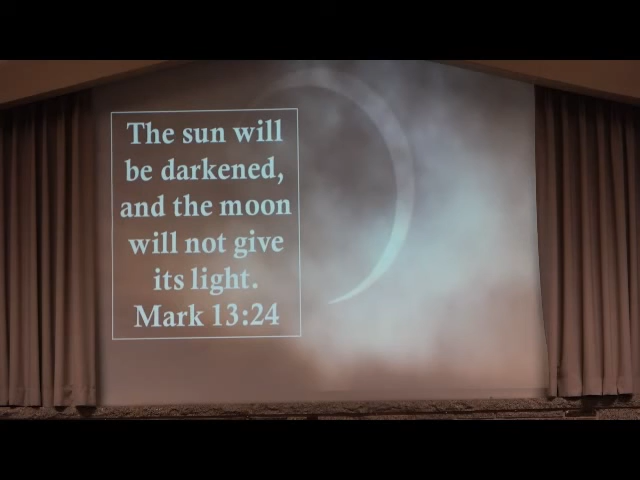 The sun will
be darkened,
and the moon
will not give
its light.
Mark 13:24